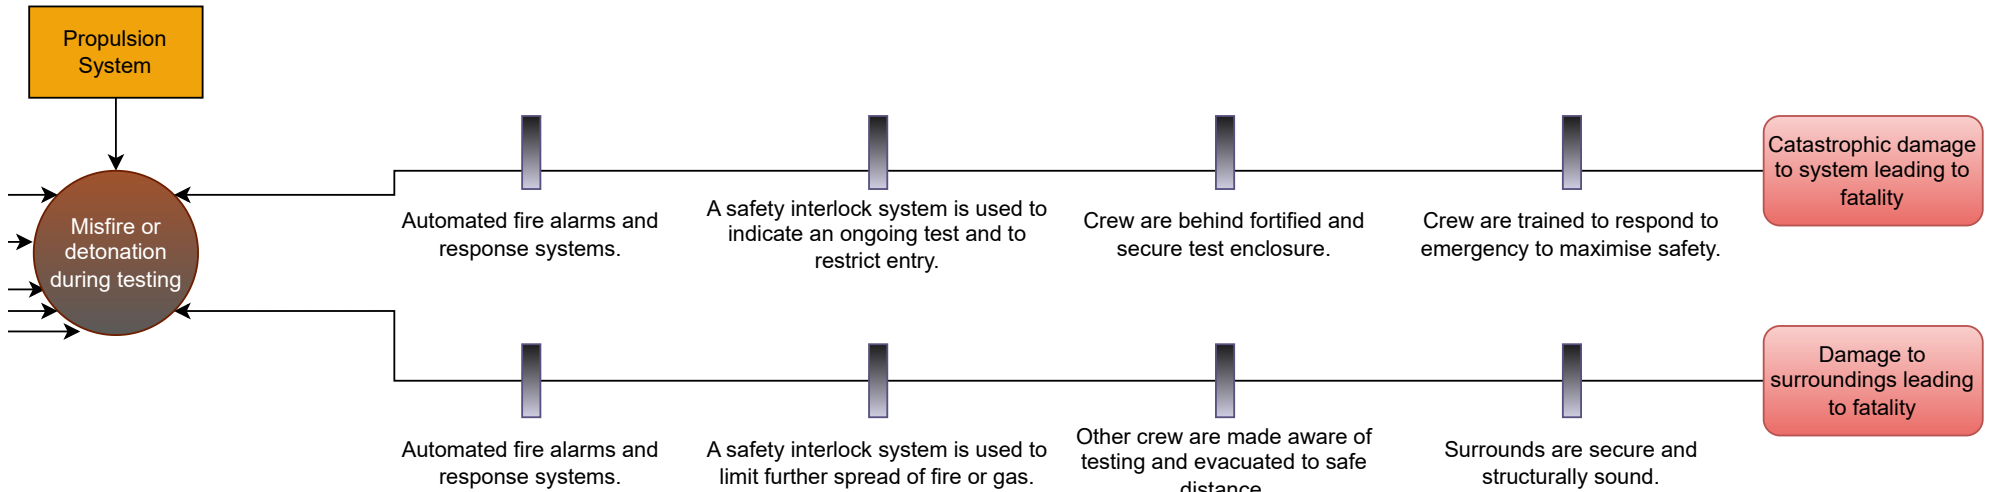 Propulsion
System
Misfire or
detonation
during testing
Automated fire alarms and
response systems.
A safety interlock system is used to
indicate an ongoing test and to
restrict entry.
Crew are behind fortified and
secure test enclosure.
Crew are trained to respond to
emergency to maximise safety.
Catastrophic damage
to system leading to
fatality
Automated fire alarms and
response systems.
A safety interlock system is used to
limit further spread of fire or gas.
Other crew are made aware of
testing and evacuated to safe
distance.
Surrounds are secure and
structurally sound.
Damage to
surroundings leading
to fatality